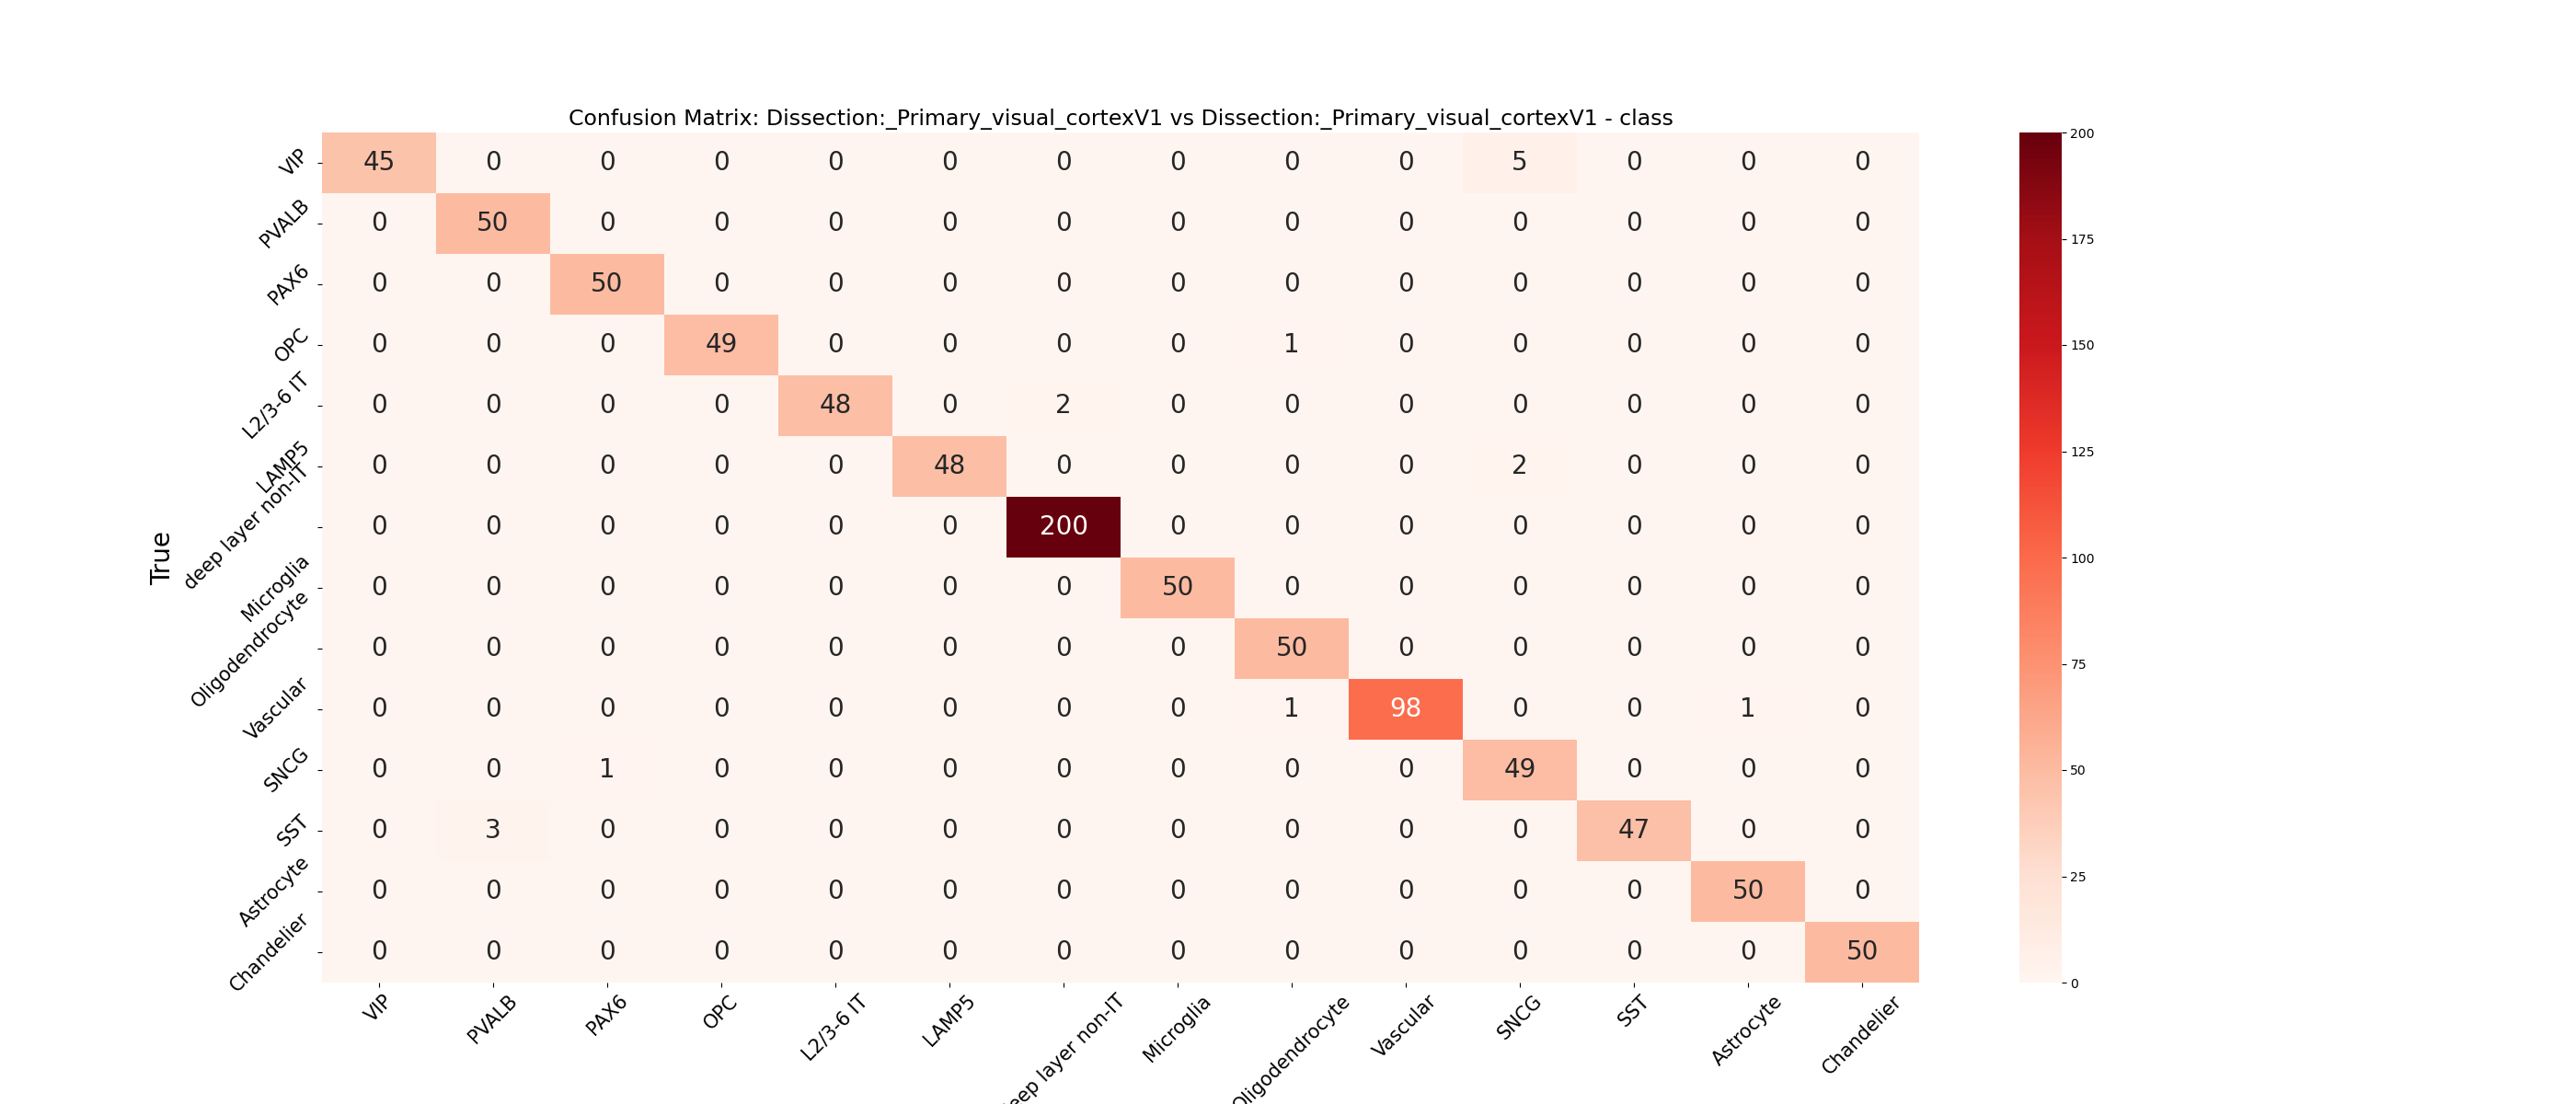 Confusion Matrix: Dissection:_Primary_visual_cortexV1 vs Dissection:_Primary_visual_cortexV1 - class
True
VIP 45 0 0 0 0 0 0 0 0 0 5 0 0 0
PVALB 0 50 0 0 0 0 0 0 0 0 0 0 0 0
PAX6 0 0 50 0 0 0 0 0 0 0 0 0 0 0
OPC 0 0 0 49 0 0 0 0 1 0 0 0 0 0
L2/3-6 IT 0 0 0 0 48 0 2 0 0 0 0 0 0 0
LAMP5 0 0 0 0 0 48 0 0 0 0 2 0 0 0
deep layer non-IT 0 0 0 0 0 0 200 0 0 0 0 0 0 0
Microglia 0 0 0 0 0 0 0 50 0 0 0 0 0 0
Oligodendrocyte 0 0 0 0 0 0 0 0 50 0 0 0 0 0
Vascular 0 0 0 0 0 0 0 0 1 98 0 0 1 0
SNCG 0 0 1 0 0 0 0 0 0 0 49 0 0 0
SST 0 3 0 0 0 0 0 0 0 0 0 47 0 0
Astrocyte 0 0 0 0 0 0 0 0 0 0 0 0 50 0
Chandelier 0 0 0 0 0 0 0 0 0 0 0 0 0 50
VIP
PVALB
PAX6
OPC
L2/3-6 IT
LAMP5
eep layer non-IT
Microglia
Oligodendrocyte
Vascular
SNCG
SST
Astrocyte
Chandelier
200
175
150
125
100
75
50
25
0